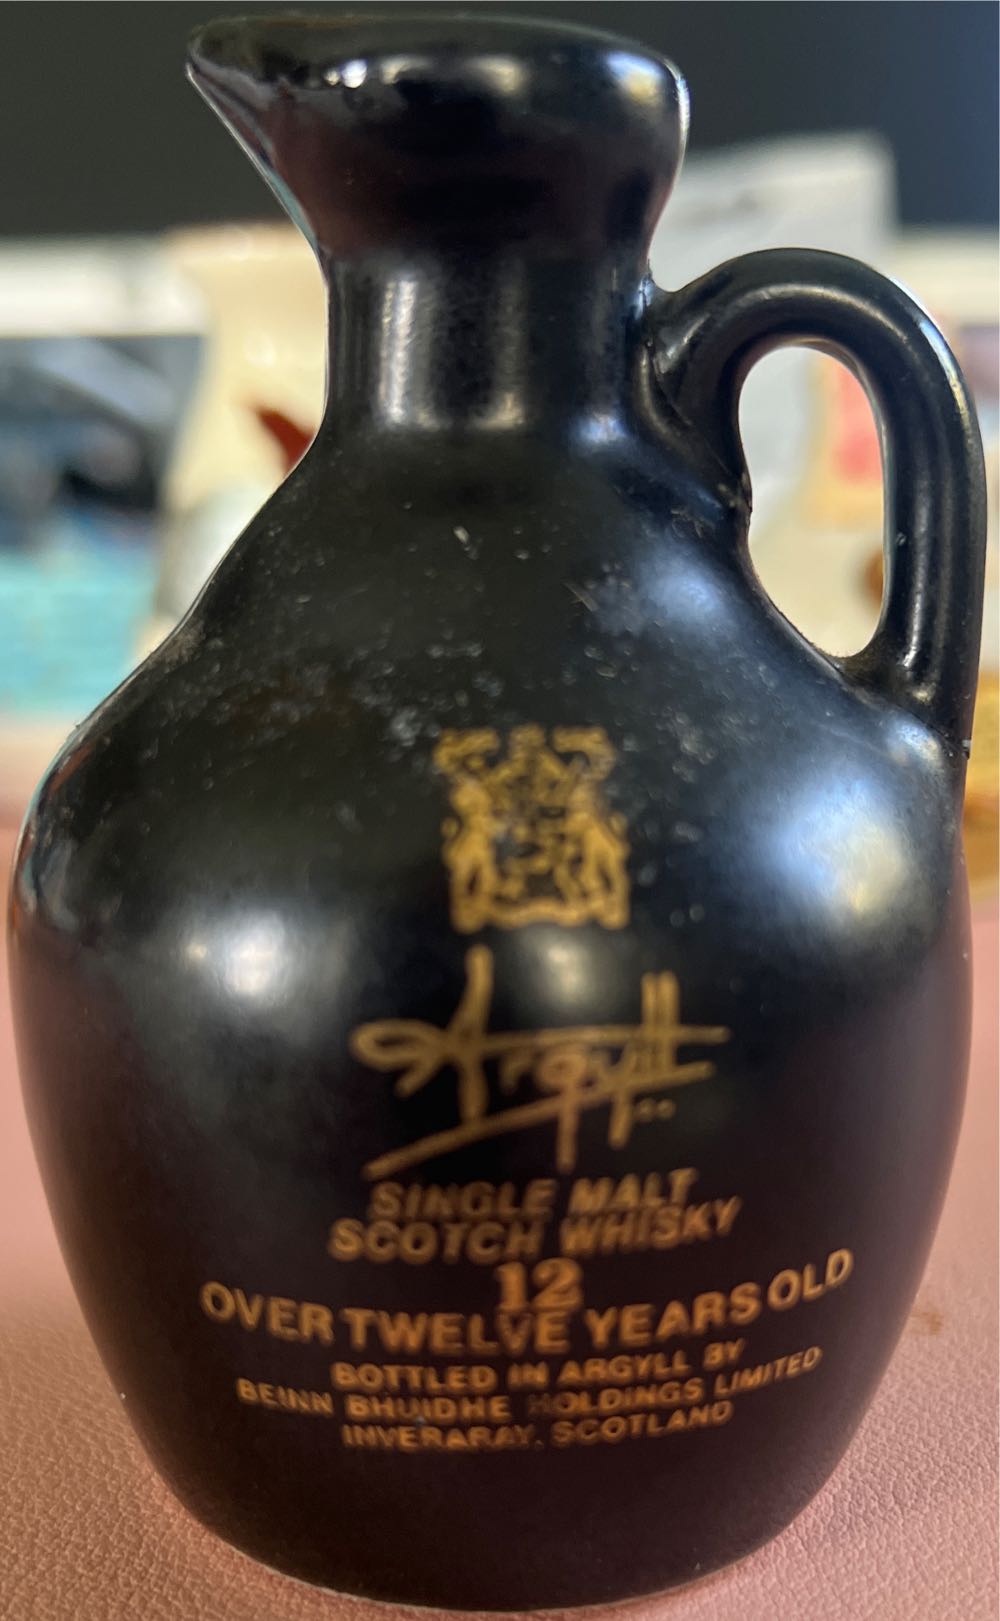 Argyll
SINGLE MALT
SCOTCH WHISKY
12
OVER TWELVE YEARS OLD
BOTTLED IN ARGYLL BY
BEINN BHUIDHE HOLDINGS LIMITED
INVERARAY, SCOTLAND